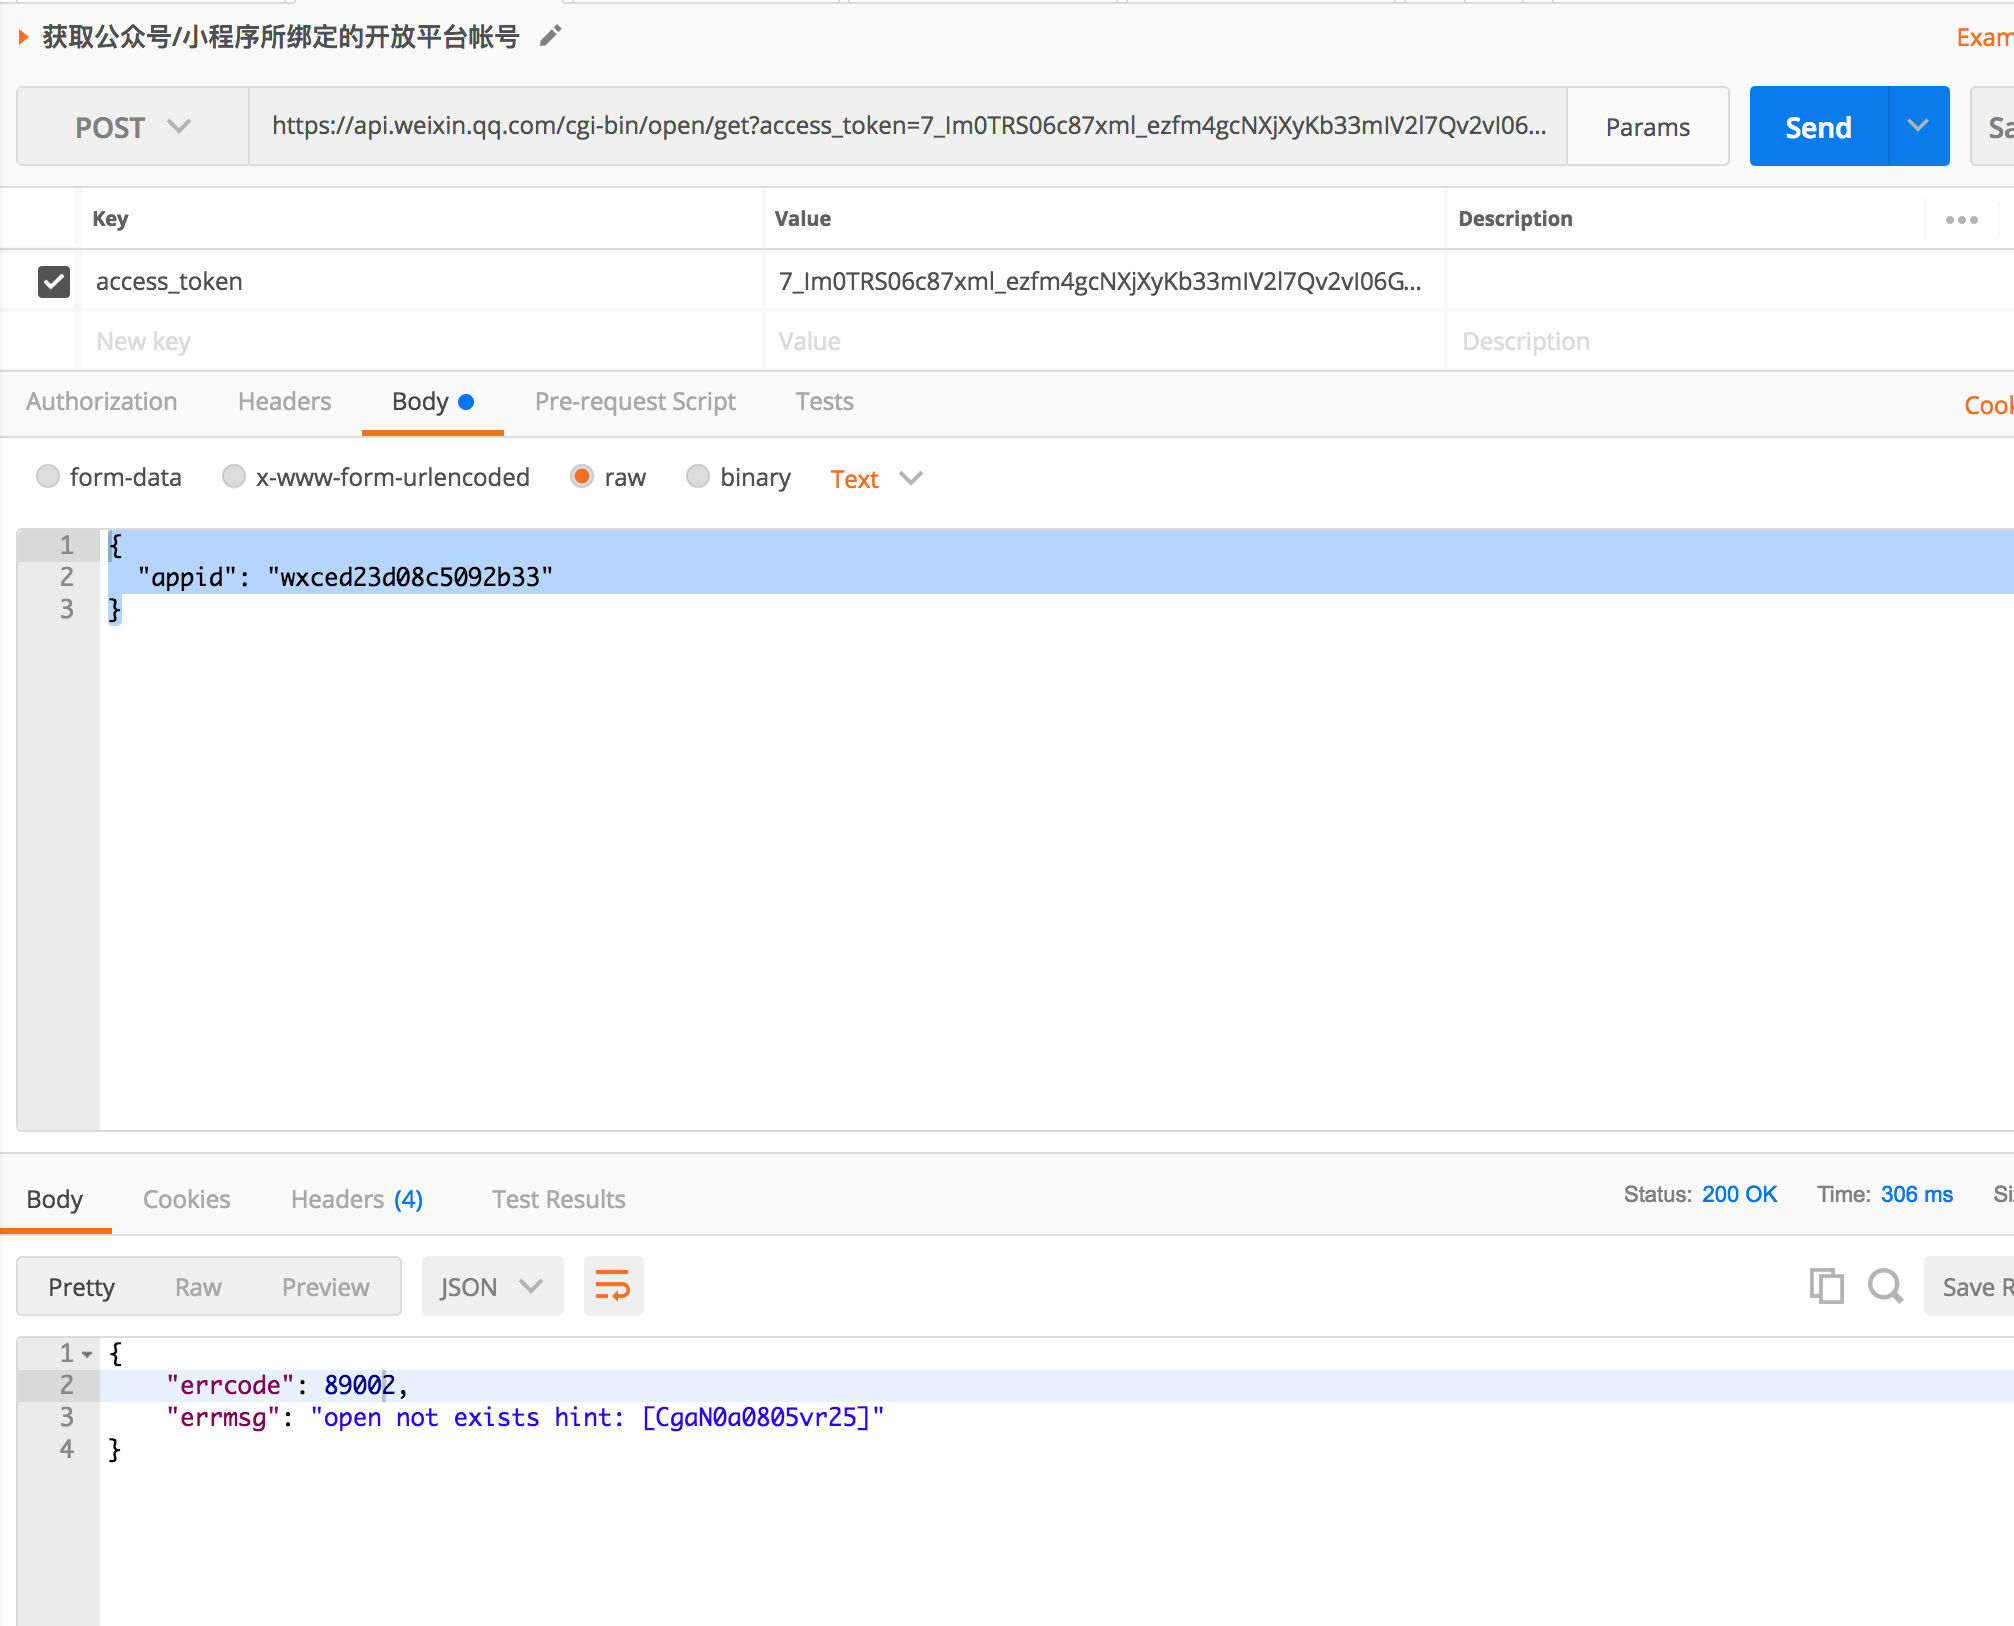 获取公众号/小程序所绑定的开放平台帐号
Exam
POST https://api.weixin.qq.com/cgi-bin/open/get?access_token=7_Im0TRS06c87xml_ezfm4gcNXjXyKb33mIV2l7Qv2vI06... Params Send Sa
Key Value Description
access_token 7_Im0TRS06c87xml_ezfm4gcNXjXyKb33mIV2l7Qv2vI06G...
New key Value Description
Authorization Headers Body Pre-request Script Tests Cook
form-data x-www-form-urlencoded raw binary Text
1 {
2 "appid": "wxced23d08c5092b33"
3 }
Body Cookies Headers (4) Test Results Status: 200 OK Time: 306 ms Si
Pretty Raw Preview JSON Save R
1 {
2 "errcode": 89002,
3 "errmsg": "open not exists hint: [CgaN0a0805vr25]"
4 }